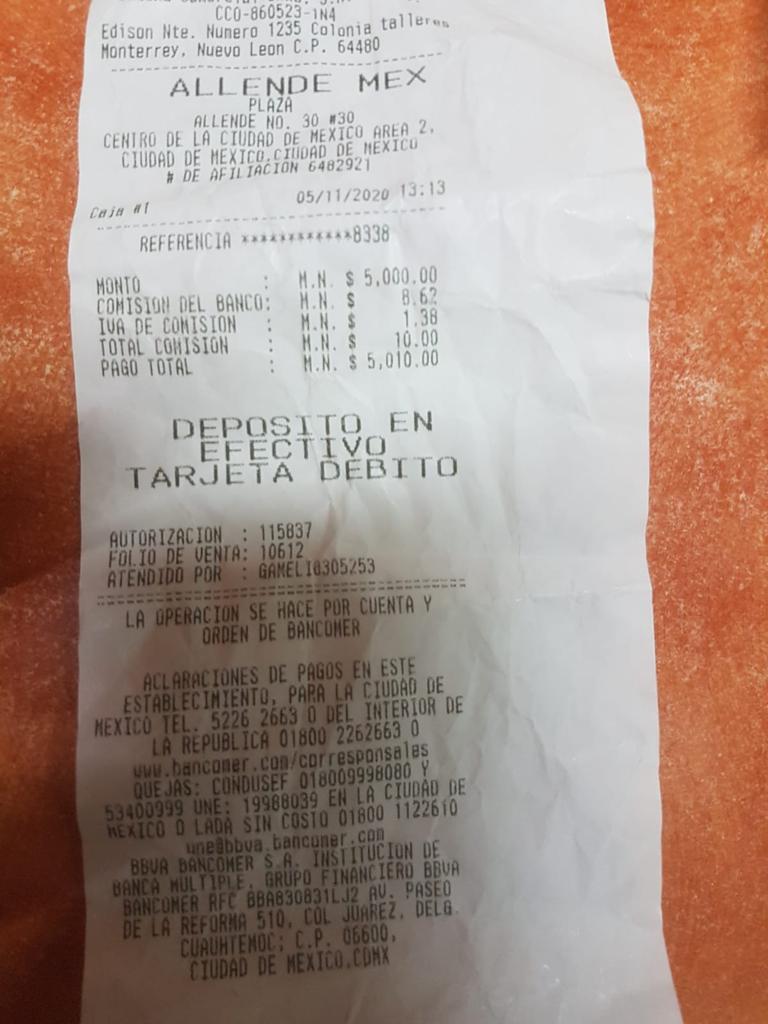 CCO-860523-1N4
Edison Nte. Numero 1235 Colonia talleres
Monterrey, Nuevo Leon C.P. 64480
ALLENDE MEX
PLAZA
ALLENDE NO. 30 #30
CENTRO DE LA CIUDAD DE MEXICO AREA 2,
CIUDAD DE MEXICO,CIUDAD DE MEXICO
# DE AFILIACION 6482921
Caja #1 05/11/2020 13:13
REFERENCIA ************8338
MONTO : M.N. $ 5,000.00
COMISION DEL BANCO: M.N. $ 8.62
IVA DE COMISION : M.N. $ 1.38
TOTAL COMISION : M.N. $ 10.00
PAGO TOTAL : M.N. $ 5,010.00
DEPOSITO EN
EFECTIVO
TARJETA DEBITO
AUTORIZACION : 115837
FOLIO DE VENTA: 10612
ATENDIDO POR : GAMELI0305253
LA OPERACION SE HACE POR CUENTA Y
ORDEN DE BANCOMER
ACLARACIONES DE PAGOS EN ESTE
ESTABLECIMIENTO, PARA LA CIUDAD DE
MEXICO TEL. 5226 2663 O DEL INTERIOR DE
LA REPUBLICA 01800 2262663 O
www.bancomer.com/corresponsales
QUEJAS: CONDUSEF 018009998080 Y
53400999 UNE: 19988039 EN LA CIUDAD DE
MEXICO O LADA SIN COSTO 01800 1122610
une@bbva.bancomer.com
BBVA BANCOMER S.A. INSTITUCION DE
BANCA MULTIPLE, GRUPO FINANCIERO BBVA
BANCOMER RFC BBA830831LJ2 AV. PASEO
DE LA REFORMA 510, COL JUAREZ, DELG.
CUAUHTEMOC; C.P. 06600,
CIUDAD DE MEXICO,CDMX